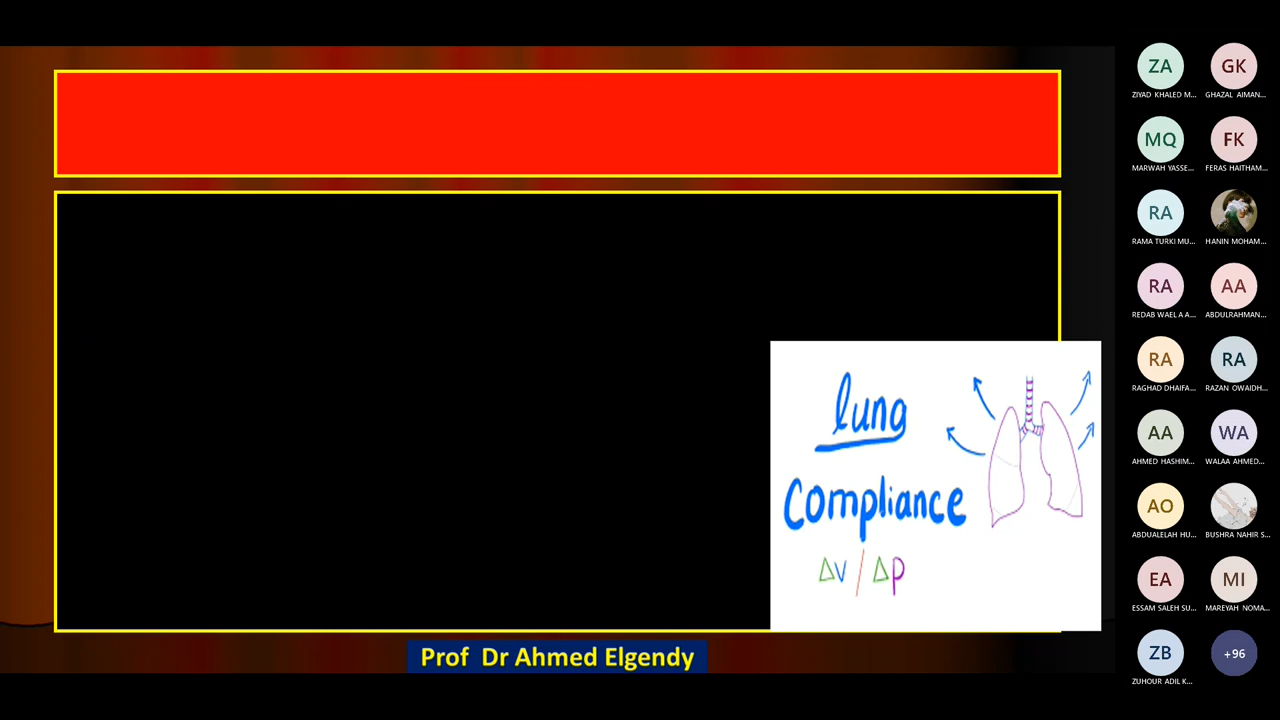 lung
Compliance
ΔV / ΔP
Prof Dr Ahmed Elgendy
ZA
ZIYAD KHALED M...
GK
GHAZAL AIMAN...
MQ
MARWAH YASSE...
FK
FERAS HAITHAM...
RA
RAMA TURKI MU...
HANIN MOHAM...
RA
REDAB WAEL A A...
AA
ABDULRAHMAN...
RA
RAGHAD DHAIFA...
RA
RAZAN OWAIDH...
AA
AHMED HASHIM...
WA
WALAA AHMED...
AO
ABDUALELAH HU...
BUSHRA NAHIR S...
EA
ESSAM SALEH SU...
MI
MAREYAH NOMA...
ZB
ZUHOUR ADIL K...
+96